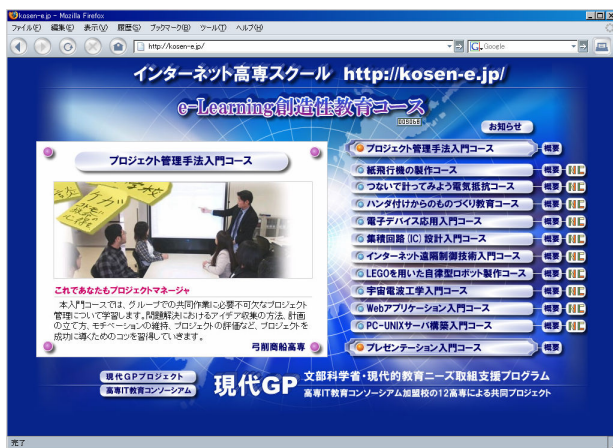 kosen-e.jp - Mozilla Firefox
ファイル(F) 編集(E) 表示(V) 履歴(S) ブックマーク(B) ツール(T) ヘルプ(H)
http://kosen-e.jp/
Google
インターネット高専スクール http://kosen-e.jp/
e-Learning創造性教育コース
お知らせ
プロジェクト管理手法入門コース
これであなたもプロジェクトマネージャ
本入門コースでは、グループでの共同作業に必要不可欠なプロジェクト
管理について学習します。問題解決におけるアイデア収集の方法、計画
の立て方、モチベーションの維持、プロジェクトの評価など、プロジェクトを
成功に導くためのコツを習得していきます。
弓削商船高専
プロジェクト管理手法入門コース 概要
紙飛行機の製作コース 概要
つないで計ってみよう電気抵抗コース 概要
ハンダ付けからのものづくり教育コース 概要
電子デバイス応用入門コース 概要
集積回路(IC)設計入門コース 概要
インターネット遠隔制御技術入門コース 概要
LEGOを用いた自律型ロボット製作コース 概要
宇宙電波工学入門コース 概要
Webアプリケーション入門コース 概要
PC-UNIXサーバ構築入門コース 概要
プレゼンテーション入門コース 概要
現代GPプロジェクト
高専IT教育コンソーシアム
現代GP
文部科学省・現代的教育ニーズ取組支援プログラム
高専IT教育コンソーシアム加盟校の12高専による共同プロジェクト
完了